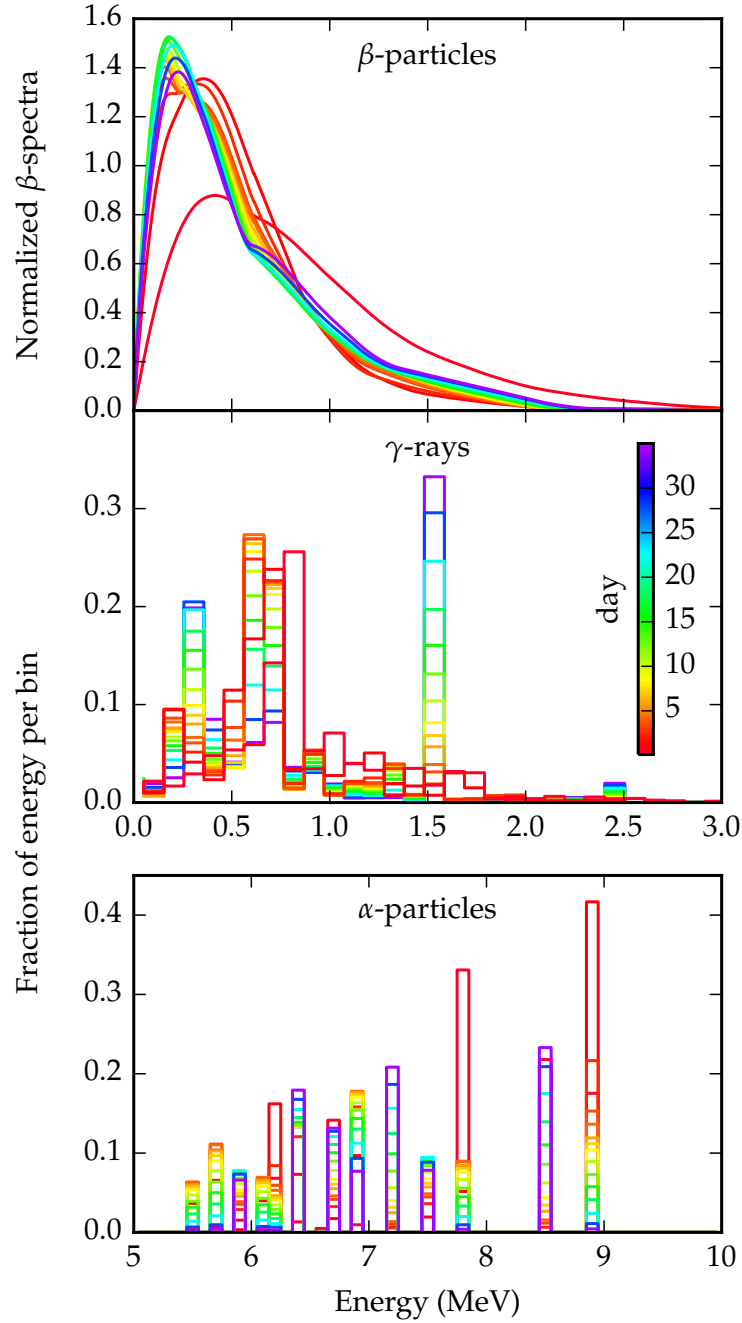 1.6
1.4
1.2
1.0
0.8
0.6
0.4
0.2
0.0
Normalized β-spectra
β-particles
γ-rays
0.3
0.2
0.1
0.0
0.0 0.5 1.0 1.5 2.0 2.5 3.0
day
30
25
20
15
10
5
Fraction of energy per bin
α-particles
0.4
0.3
0.2
0.1
0.0
5 6 7 8 9 10
Energy (MeV)